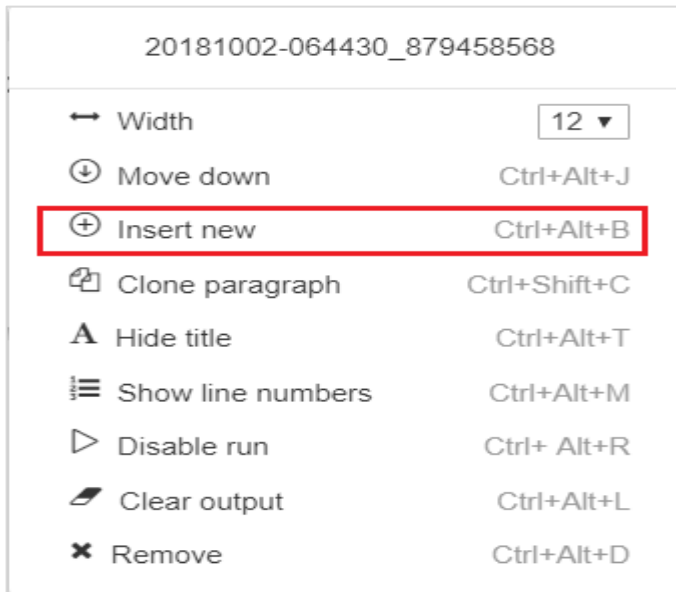 20181002-064430_879458568
Width 12
Move down Ctrl+Alt+J
Insert new Ctrl+Alt+B
Clone paragraph Ctrl+Shift+C
Hide title Ctrl+Alt+T
Show line numbers Ctrl+Alt+M
Disable run Ctrl+ Alt+R
Clear output Ctrl+Alt+L
Remove Ctrl+Alt+D